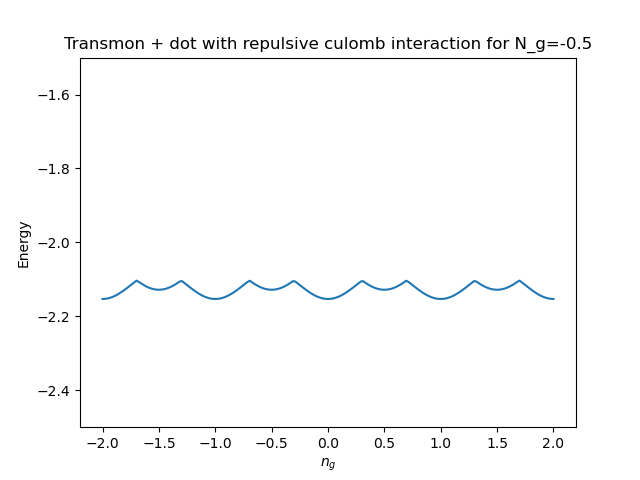 Transmon + dot with repulsive culomb interaction for N_g=-0.5
−1.6
−1.8
−2.0
−2.2
−2.4
Energy
−2.0 −1.5 −1.0 −0.5 0.0 0.5 1.0 1.5 2.0
n_g